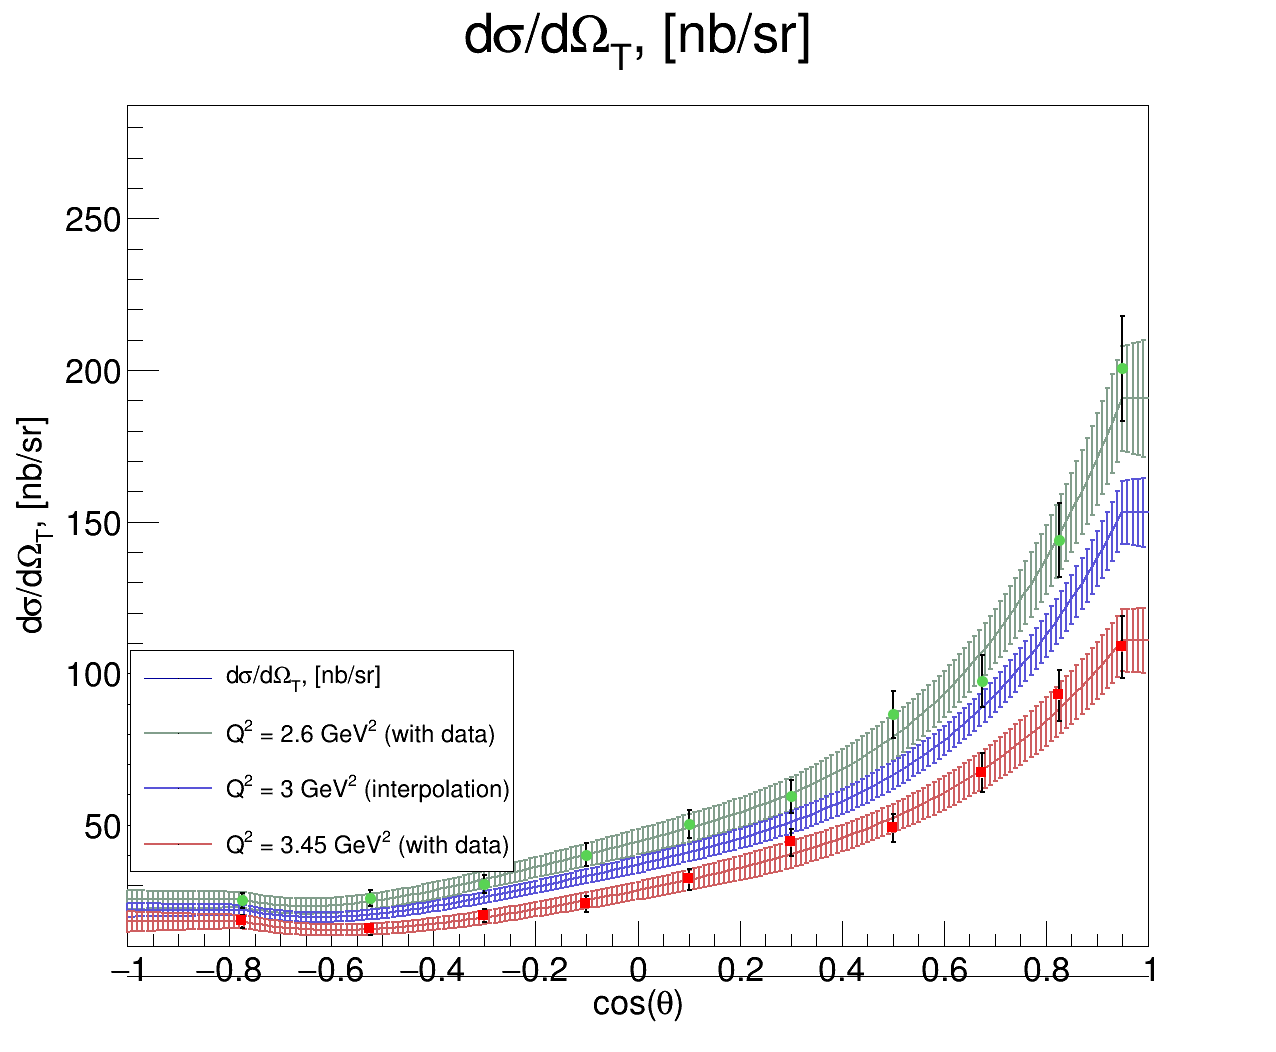 dσ/dΩT, [nb/sr]
dσ/dΩT, [nb/sr]
250
200
150
100
50
dσ/dΩT, [nb/sr]
Q2 = 2.6 GeV2 (with data)
Q2 = 3 GeV2 (interpolation)
Q2 = 3.45 GeV2 (with data)
−1 −0.8 −0.6 −0.4 −0.2 0 0.2 0.4 0.6 0.8 1
cos(θ)